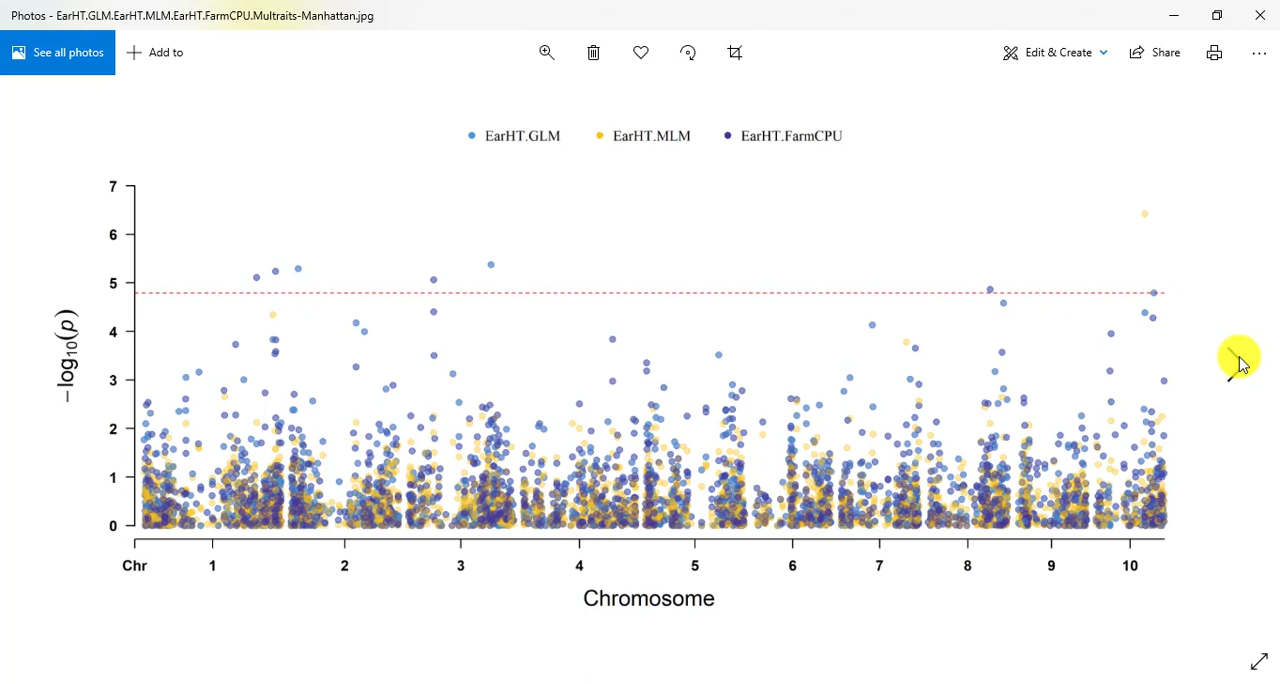 Photos - EarHT.GLM.EarHT.MLM.EarHT.FarmCPU.Multraits-Manhattan.jpg
See all photos
Add to
Edit & Create
Share
EarHT.GLM
EarHT.MLM
EarHT.FarmCPU
7
6
5
4
3
2
1
0
−log10(p)
Chr 1 2 3 4 5 6 7 8 9 10
Chromosome